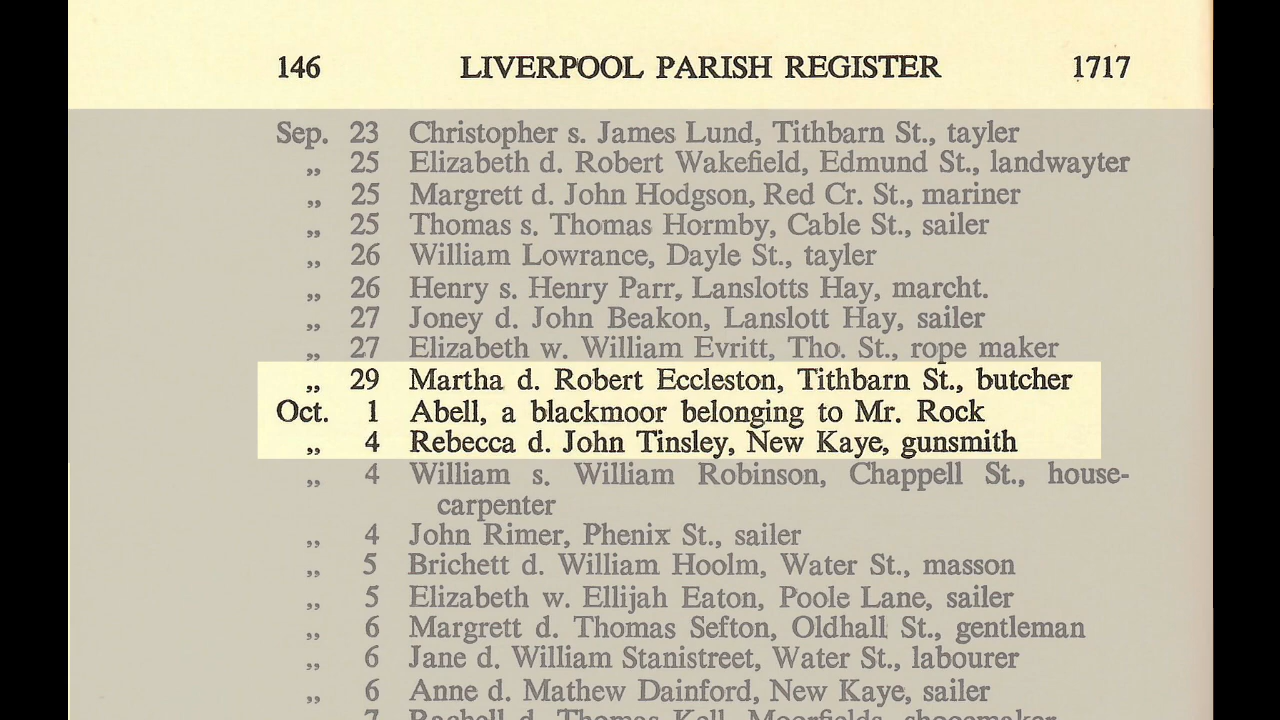 146 LIVERPOOL PARISH REGISTER 1717
Sep. 23 Christopher s. James Lund, Tithbarn St., tayler
„ 25 Elizabeth d. Robert Wakefield, Edmund St., landwayter
„ 25 Margrett d. John Hodgson, Red Cr. St., mariner
„ 25 Thomas s. Thomas Hormby, Cable St., sailer
„ 26 William Lowrance, Dayle St., tayler
„ 26 Henry s. Henry Parr, Lanslotts Hay, marcht.
„ 27 Joney d. John Beakon, Lanslott Hay, sailer
„ 27 Elizabeth w. William Evritt, Tho. St., rope maker
„ 29 Martha d. Robert Eccleston, Tithbarn St., butcher
Oct. 1 Abell, a blackmoor belonging to Mr. Rock
„ 4 Rebecca d. John Tinsley, New Kaye, gunsmith
„ 4 William s. William Robinson, Chappell St., house-
carpenter
„ 4 John Rimer, Phenix St., sailer
„ 5 Brichett d. William Hoolm, Water St., masson
„ 5 Elizabeth w. Ellijah Eaton, Poole Lane, sailer
„ 6 Margrett d. Thomas Sefton, Oldhall St., gentleman
„ 6 Jane d. William Stanistreet, Water St., labourer
„ 6 Anne d. Mathew Dainford, New Kaye, sailer
7 Rachell d. Thomas Kell, Moorfields, shooemaker